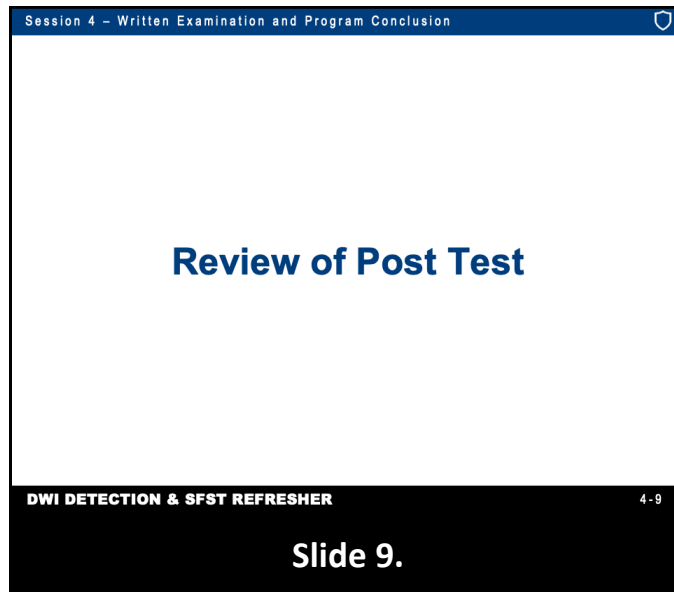 Session 4 – Written Examination and Program Conclusion
Review of Post Test
DWI DETECTION & SFST REFRESHER 4-9
Slide 9.